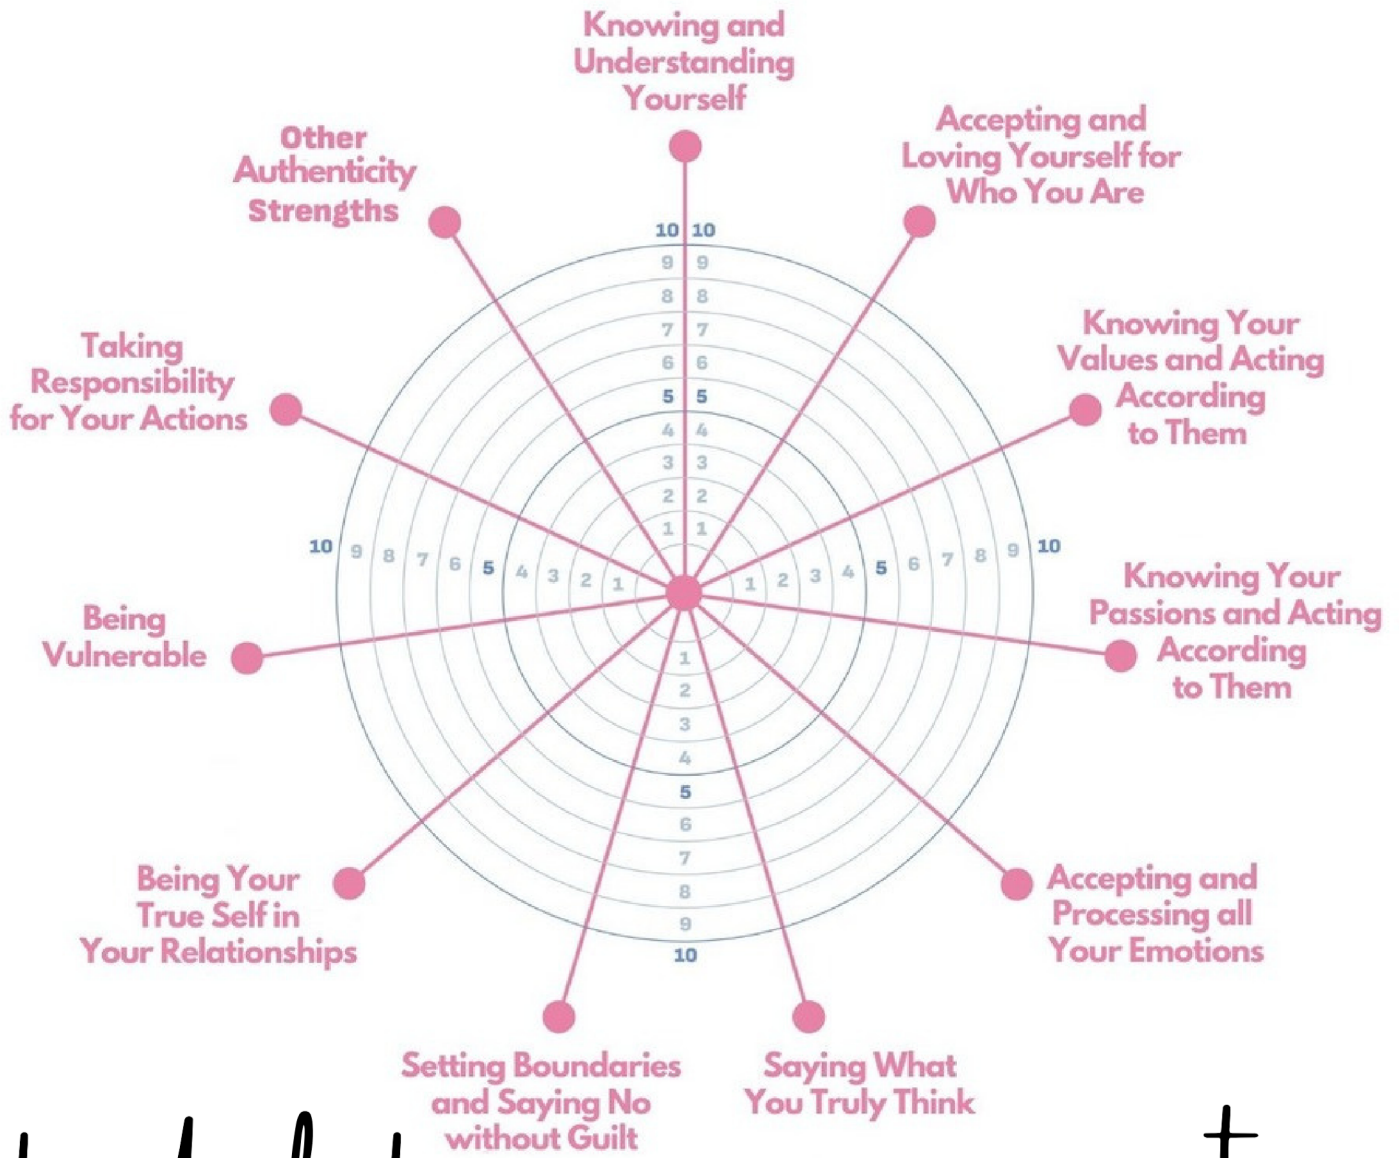 Knowing and
Understanding
Yourself
Accepting and
Loving Yourself for
Who You Are
Knowing Your
Values and Acting
According
to Them
Knowing Your
Passions and Acting
According
to Them
Accepting and
Processing all
Your Emotions
Saying What
You Truly Think
Setting Boundaries
and Saying No
without Guilt
Being Your
True Self in
Your Relationships
Being
Vulnerable
Taking
Responsibility
for Your Actions
Other
Authenticity
Strengths
10 10
9 9
8 8
7 7
6 6
5 5
4 4
3 3
2 2
1 1
10 9 8 7 6 5 4 3 2 1
1 2 3 4 5 6 7 8 9 10
1
2
3
4
5
6
7
8
9
10